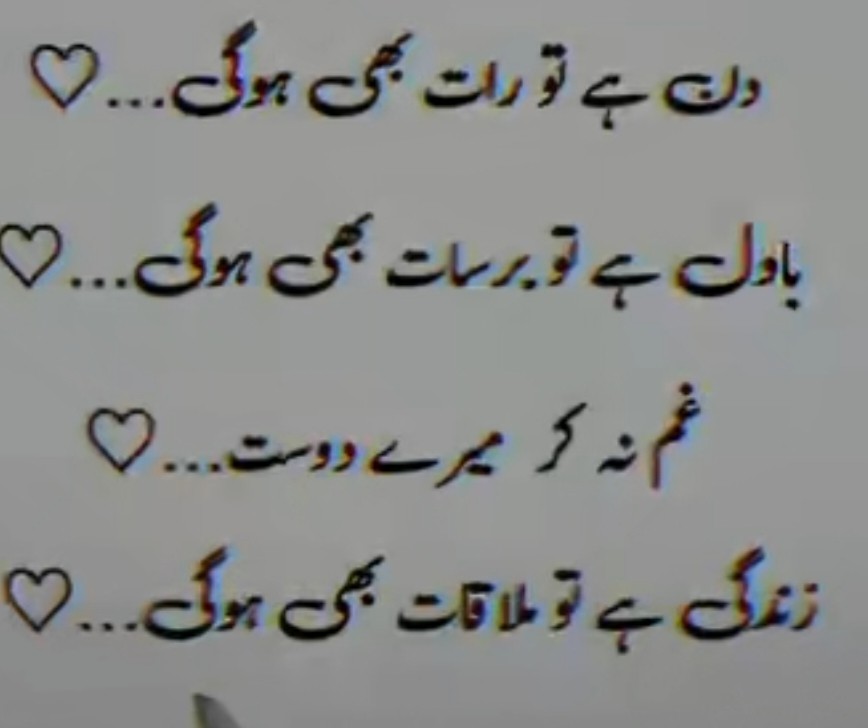 دن ہے تو رات بھی ہوگی...♡
بادل ہے تو برسات بھی ہوگی...♡
غم نہ کر میرے دوست...♡
زندگی ہے تو ملاقات بھی ہوگی...♡